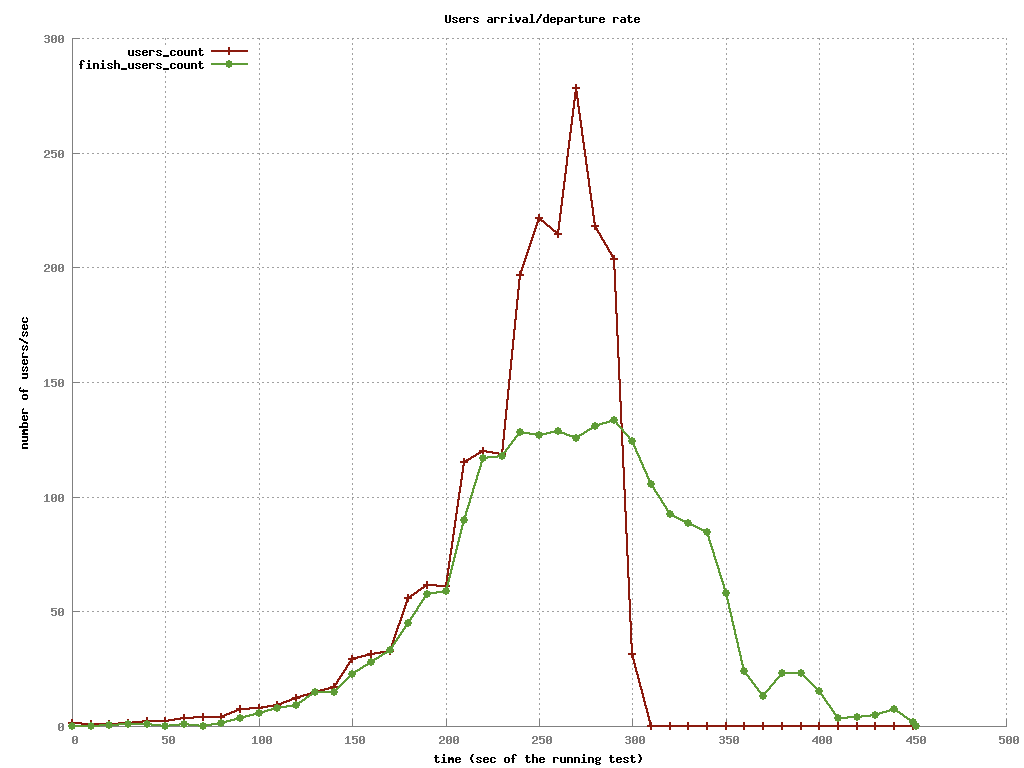 Users arrival/departure rate
300
users_count
finish_users_count
250
200
number of users/sec
150
100
50
0
0 50 100 150 200 250 300 350 400 450 500
time (sec of the running test)